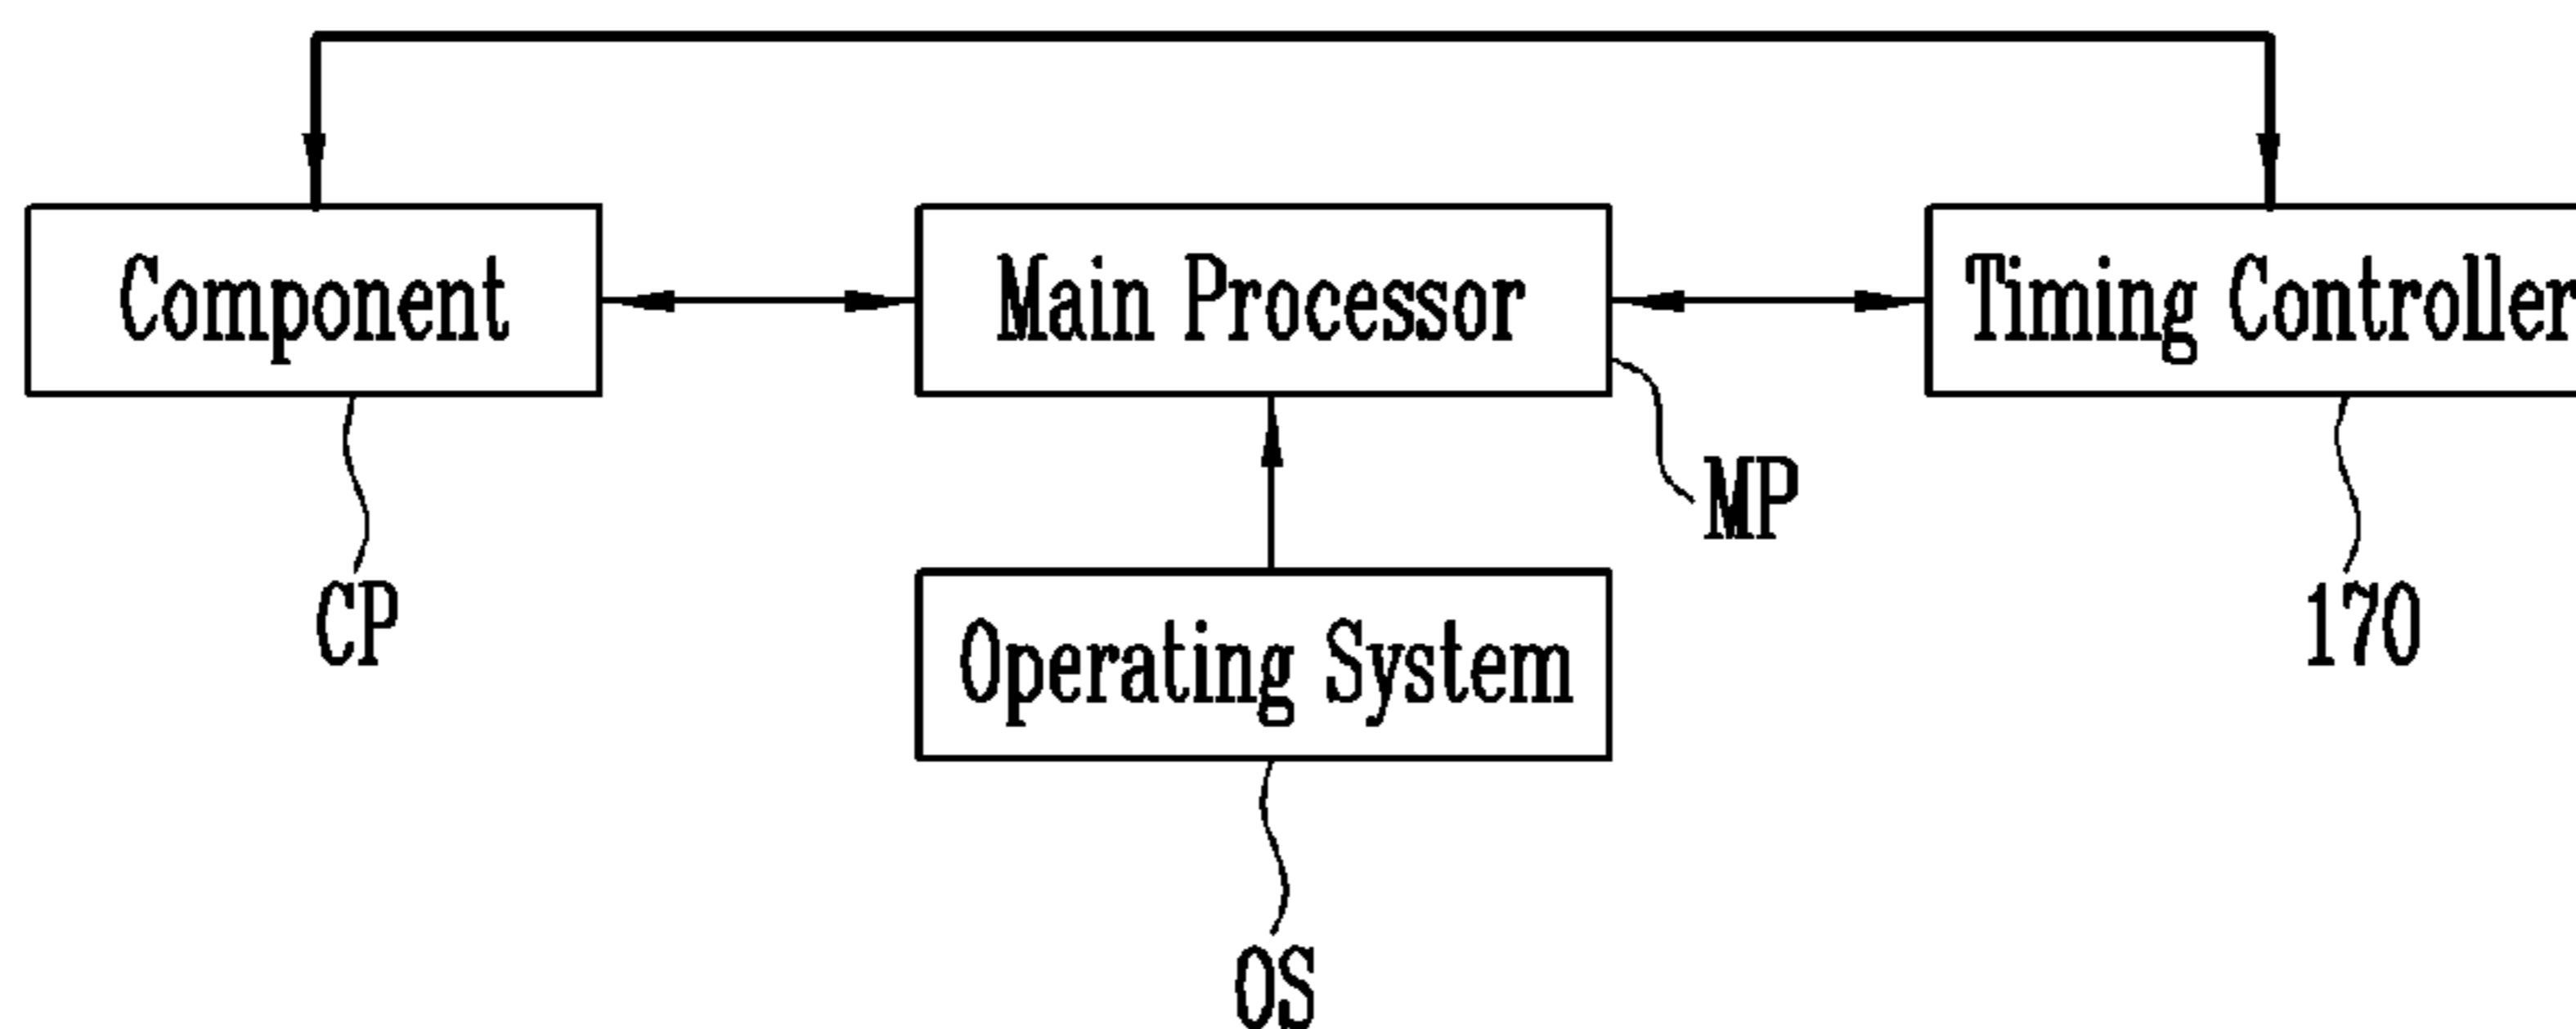 Component
Main Processor
Timing Controller
MP
CP
Operating System
170
OS